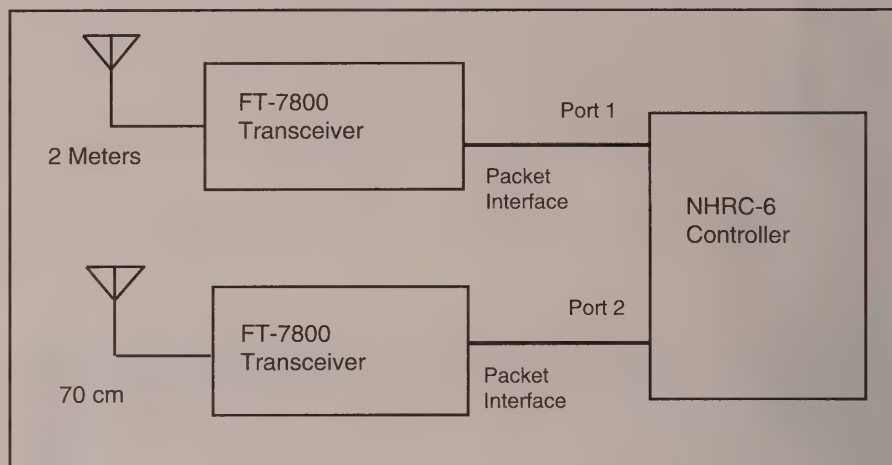 FT-7800
Transceiver
Port 1
2 Meters
Packet
Interface
NHRC-6
Controller
FT-7800
Transceiver
Port 2
70 cm
Packet
Interface